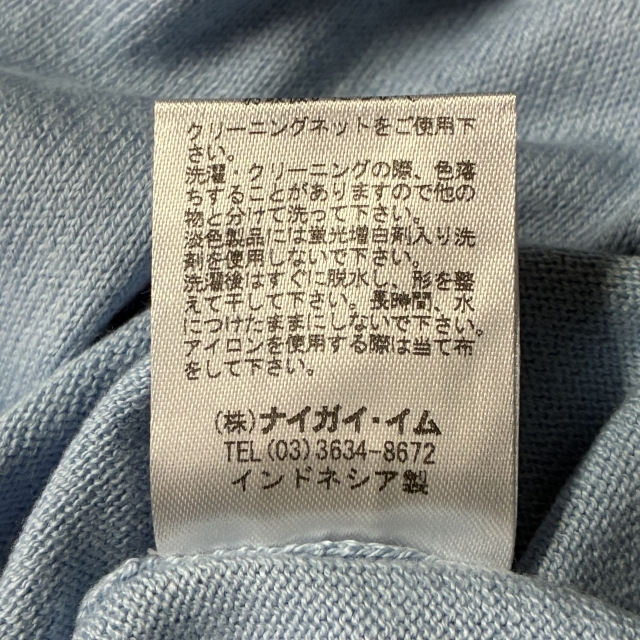 クリーニングネットをご使用下
さい。
洗濯・クリーニングの際、色落
ちすることがありますので他の
物と分けて洗って下さい。
淡色製品には蛍光増白剤入り洗
剤を使用しないで下さい。
洗濯後はすぐに脱水し、形を整
えて干して下さい。長時間、水
につけたままにしないで下さい。
アイロンを使用する際は当て布
をして下さい。
(株)ナイガイ・イム
TEL(03)3634-8672
インドネシア製